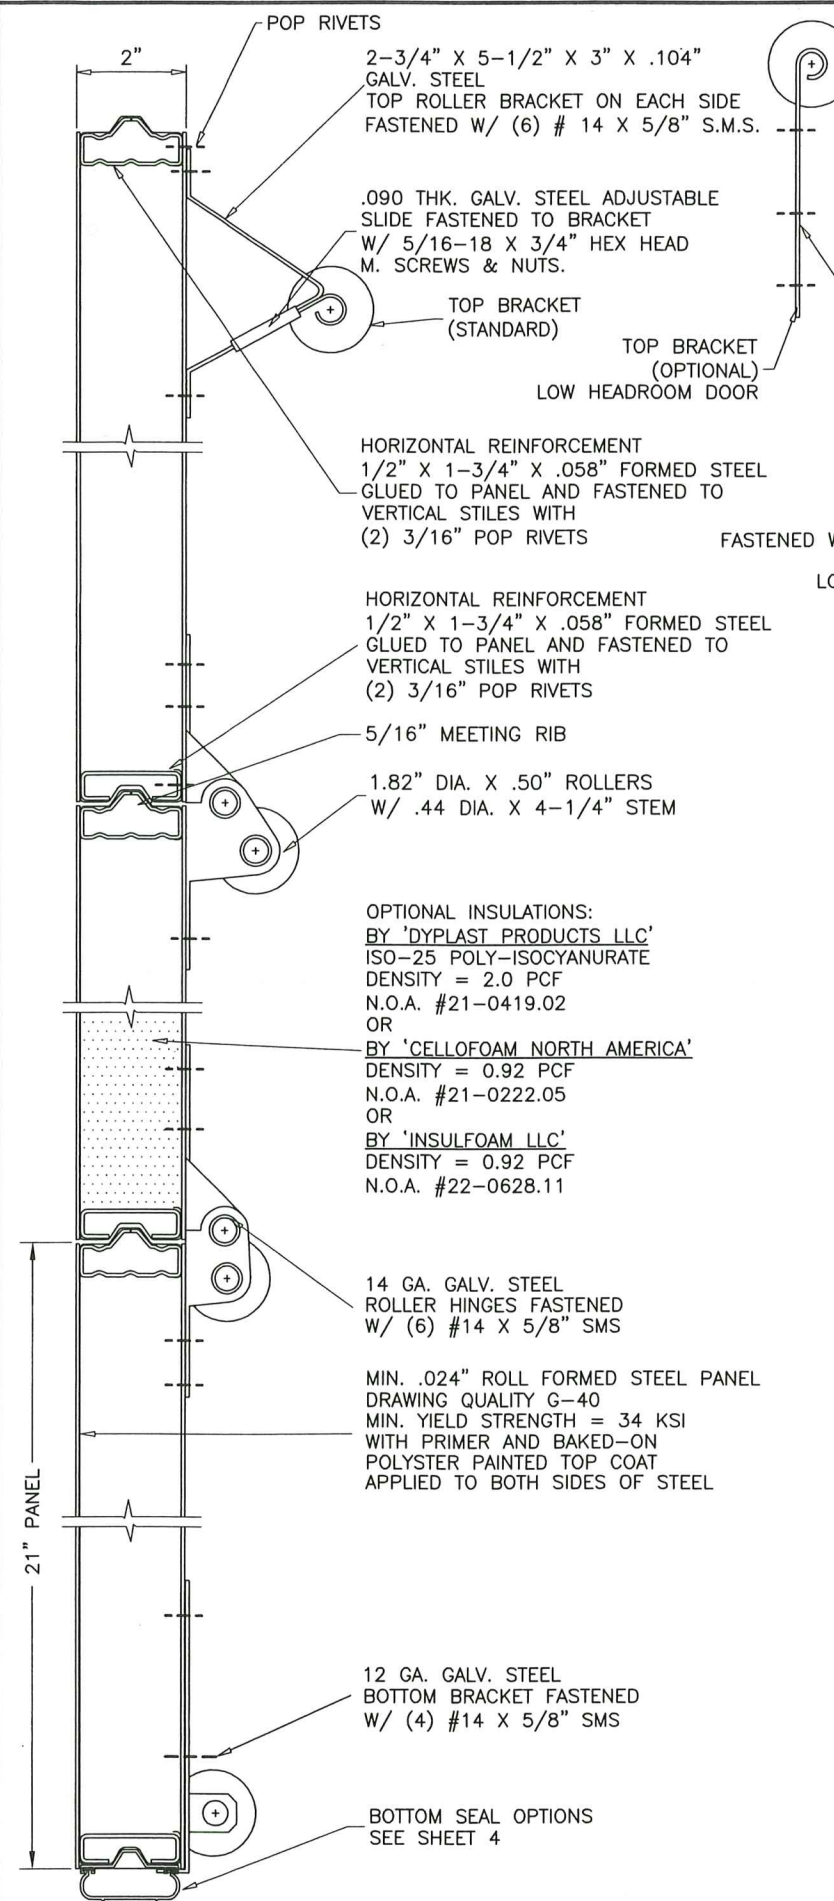 POP RIVETS
2"
2-3/4" X 5-1/2" X 3" X .104"
GALV. STEEL
TOP ROLLER BRACKET ON EACH SIDE
FASTENED W/ (6) # 14 X 5/8" S.M.S.
.090 THK. GALV. STEEL ADJUSTABLE
SLIDE FASTENED TO BRACKET
W/ 5/16-18 X 3/4" HEX HEAD
M. SCREWS & NUTS.
TOP BRACKET
(STANDARD)
TOP BRACKET
(OPTIONAL)
LOW HEADROOM DOOR
HORIZONTAL REINFORCEMENT
1/2" X 1-3/4" X .058" FORMED STEEL
GLUED TO PANEL AND FASTENED TO
VERTICAL STILES WITH
(2) 3/16" POP RIVETS
FASTENED W
LO
HORIZONTAL REINFORCEMENT
1/2" X 1-3/4" X .058" FORMED STEEL
GLUED TO PANEL AND FASTENED TO
VERTICAL STILES WITH
(2) 3/16" POP RIVETS
5/16" MEETING RIB
1.82" DIA. X .50" ROLLERS
W/ .44 DIA. X 4-1/4" STEM
OPTIONAL INSULATIONS:
BY 'DYPLAST PRODUCTS LLC'
ISO-25 POLY-ISOCYANURATE
DENSITY = 2.0 PCF
N.O.A. #21-0419.02
OR
BY 'CELLOFOAM NORTH AMERICA'
DENSITY = 0.92 PCF
N.O.A. #21-0222.05
OR
BY 'INSULFOAM LLC'
DENSITY = 0.92 PCF
N.O.A. #22-0628.11
14 GA. GALV. STEEL
ROLLER HINGES FASTENED
W/ (6) #14 X 5/8" SMS
MIN. .024" ROLL FORMED STEEL PANEL
DRAWING QUALITY G-40
MIN. YIELD STRENGTH = 34 KSI
WITH PRIMER AND BAKED-ON
POLYSTER PAINTED TOP COAT
APPLIED TO BOTH SIDES OF STEEL
21" PANEL
12 GA. GALV. STEEL
BOTTOM BRACKET FASTENED
W/ (4) #14 X 5/8" SMS
BOTTOM SEAL OPTIONS
SEE SHEET 4